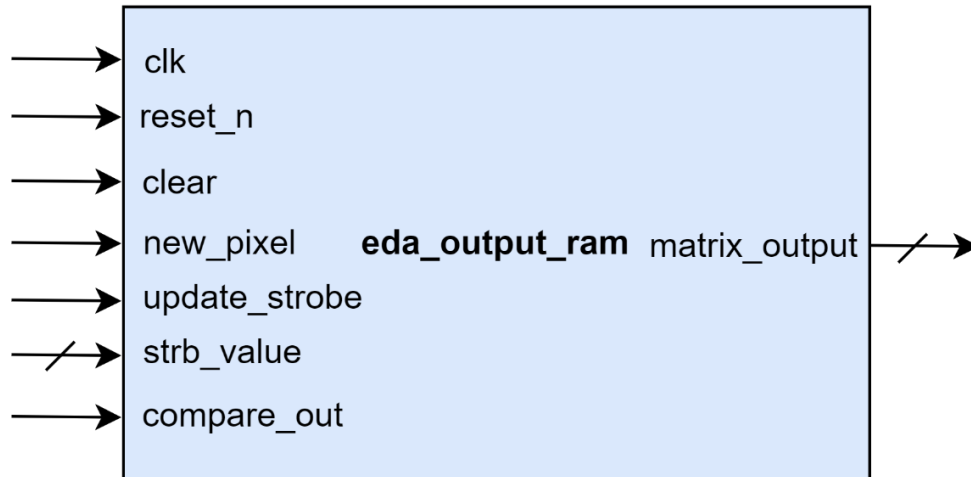 clk
reset_n
clear
new_pixel eda_output_ram matrix_output
update_strobe
strb_value
compare_out